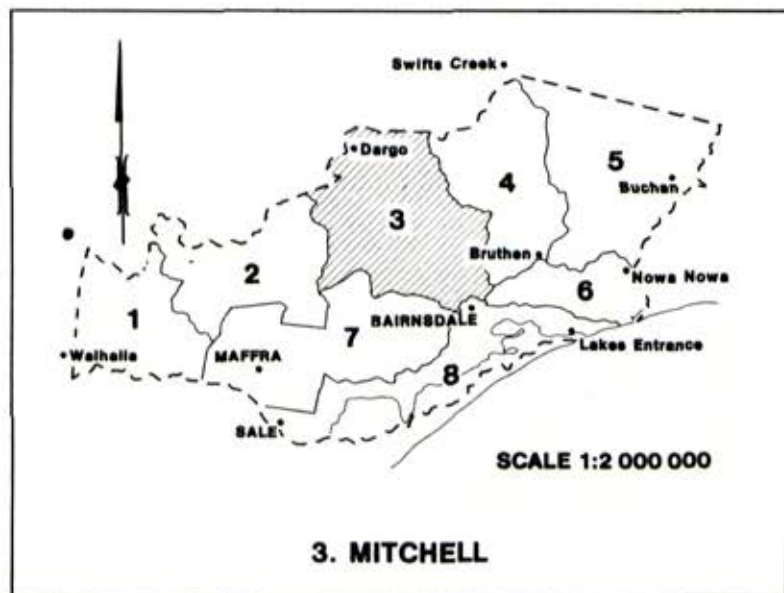 Swifts Creek
Dargo
5
4
Buchan
3
Bruthen
2
Nowa Nowa
6
1
BAIRNSDALE
7
Lakes Entrance
Walhalla
MAFFRA
8
SALE
SCALE 1:2 000 000
3. MITCHELL